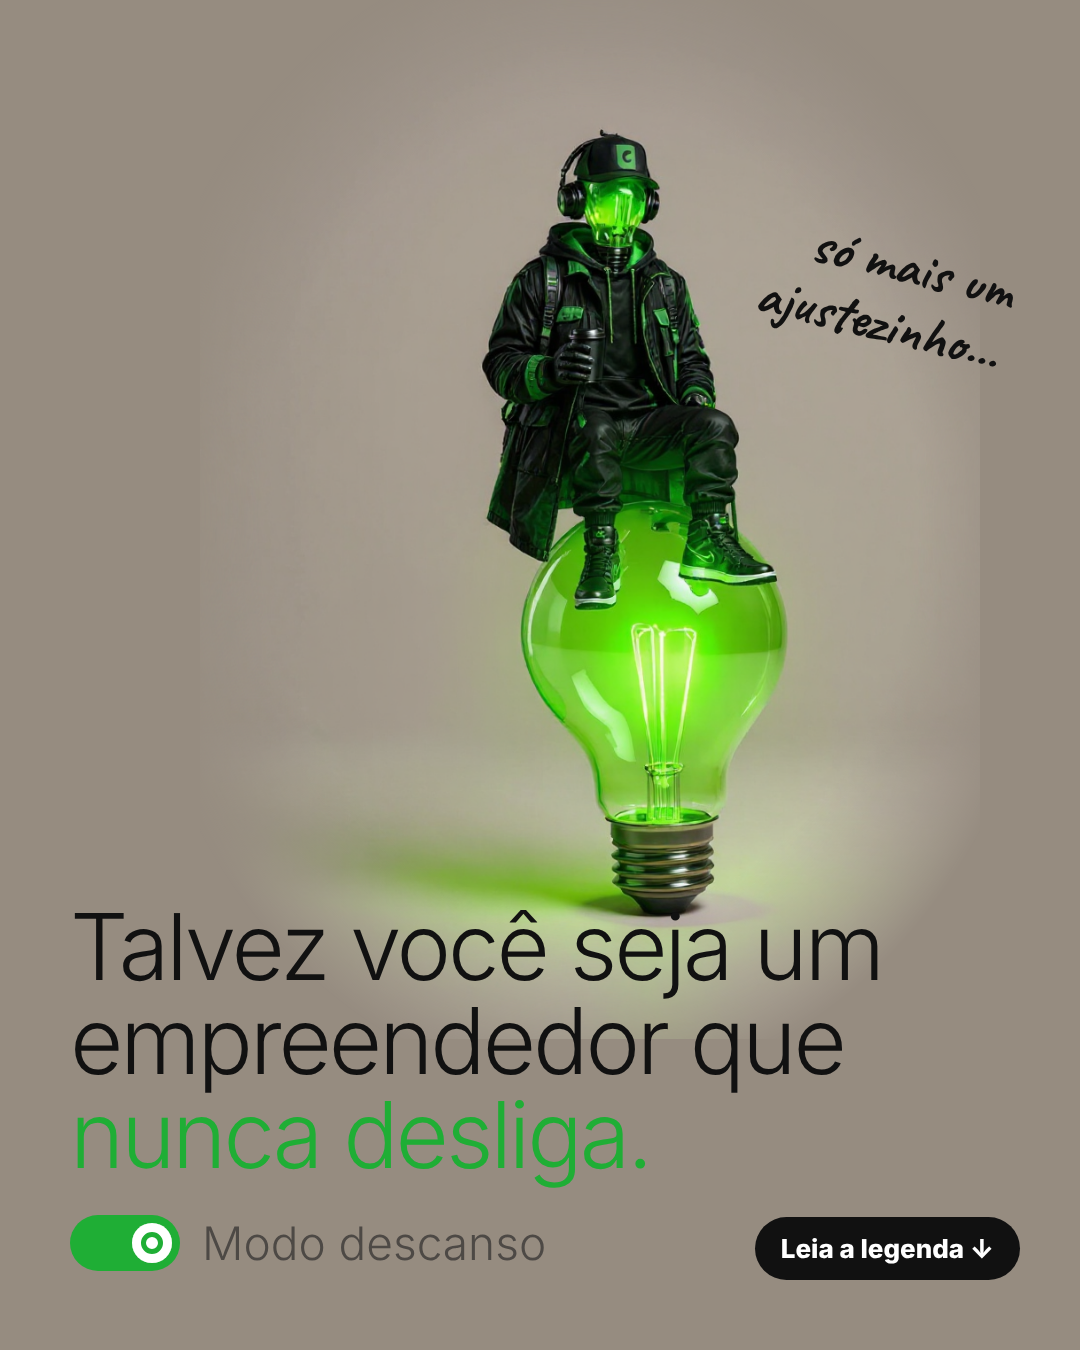 só mais um
ajustezinho...
Talvez você seja um
empreendedor que
nunca desliga.
Modo descanso
Leia a legenda ↓